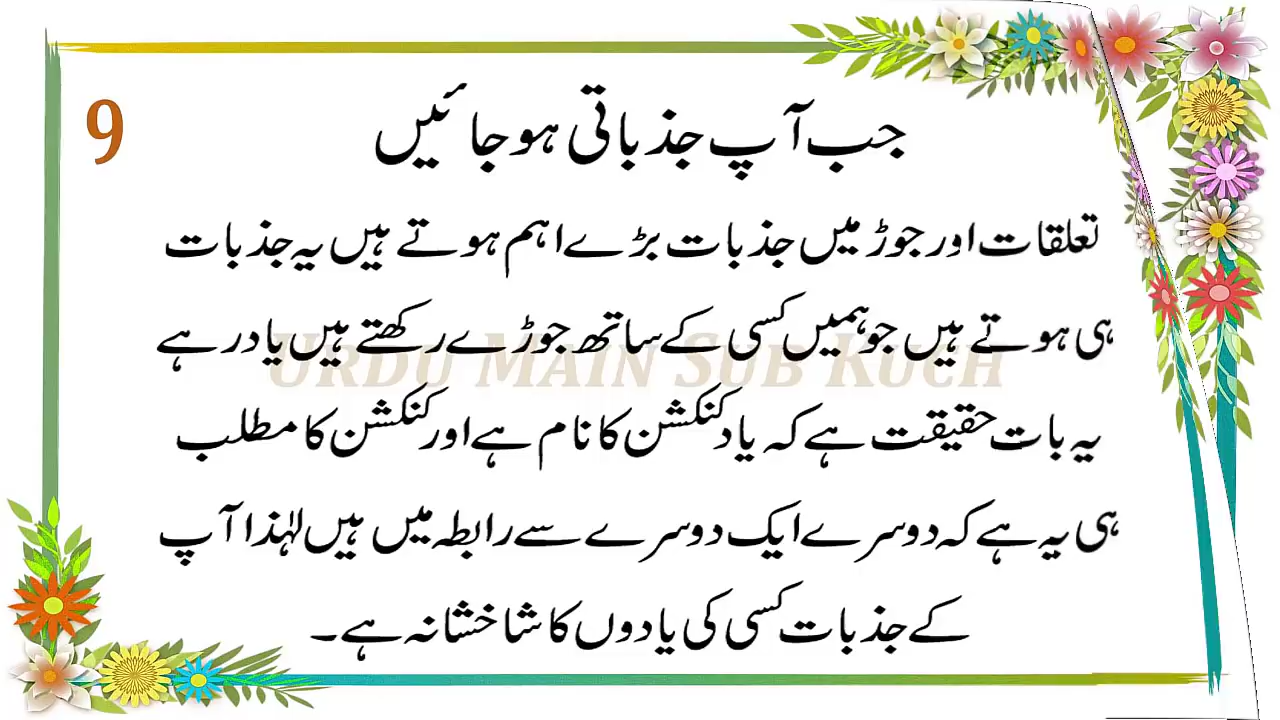 9
جب آپ جذباتی ہوجائیں
تعلقات اور جوڑ میں جذبات بڑے اہم ہوتے ہیں یہ جذبات
ہی ہوتے ہیں جو ہمیں کسی کے ساتھ جوڑے رکھتے ہیں یاد رہے
URDU MAIN SUB KUCH
یہ بات حقیقت ہے کہ یاد کنکشن کا نام ہے اور کنکشن کا مطلب
ہی یہ ہے کہ دوسرے ایک دوسرے سے رابطہ میں ہیں لہٰذا آپ
کے جذبات کسی کی یادوں کا شاخشانہ ہے۔